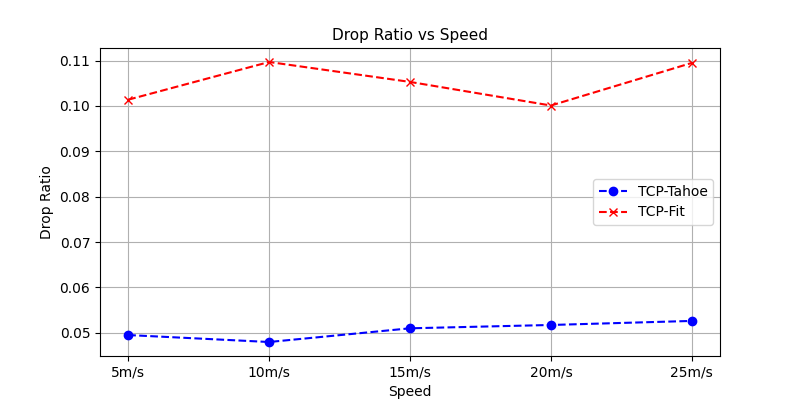 Drop Ratio vs Speed
Drop Ratio
0.11
0.10
0.09
0.08
0.07
0.06
0.05
TCP-Tahoe
TCP-Fit
5m/s
10m/s
15m/s
20m/s
25m/s
Speed